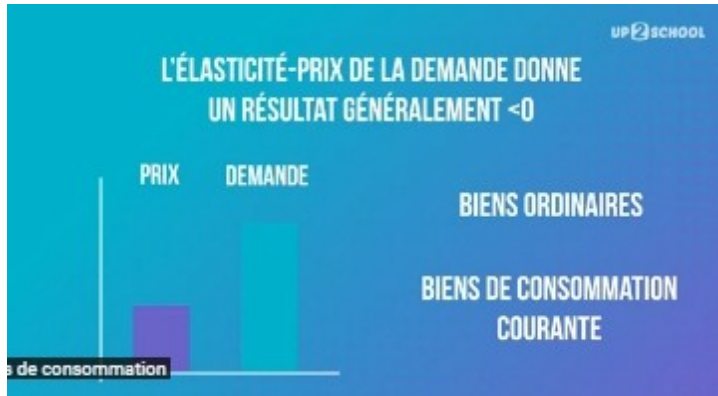 UP2SCHOOL
L'ÉLASTICITÉ-PRIX DE LA DEMANDE DONNE
UN RÉSULTAT GÉNÉRALEMENT <0
PRIX DEMANDE
BIENS ORDINAIRES
BIENS DE CONSOMMATION
COURANTE
s de consommation